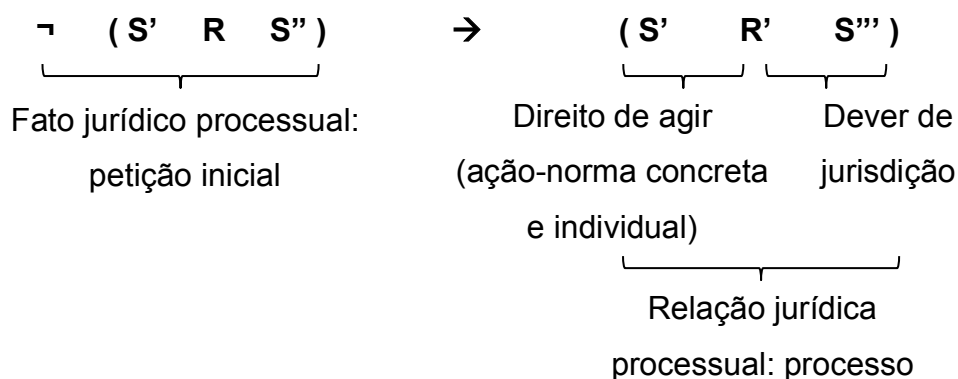 ¬ ( S’ R S” ) → ( S’ R’ S”’ )
Fato jurídico processual:
petição inicial
Direito de agir
(ação-norma concreta
e individual)
Dever de
jurisdição
Relação jurídica
processual: processo